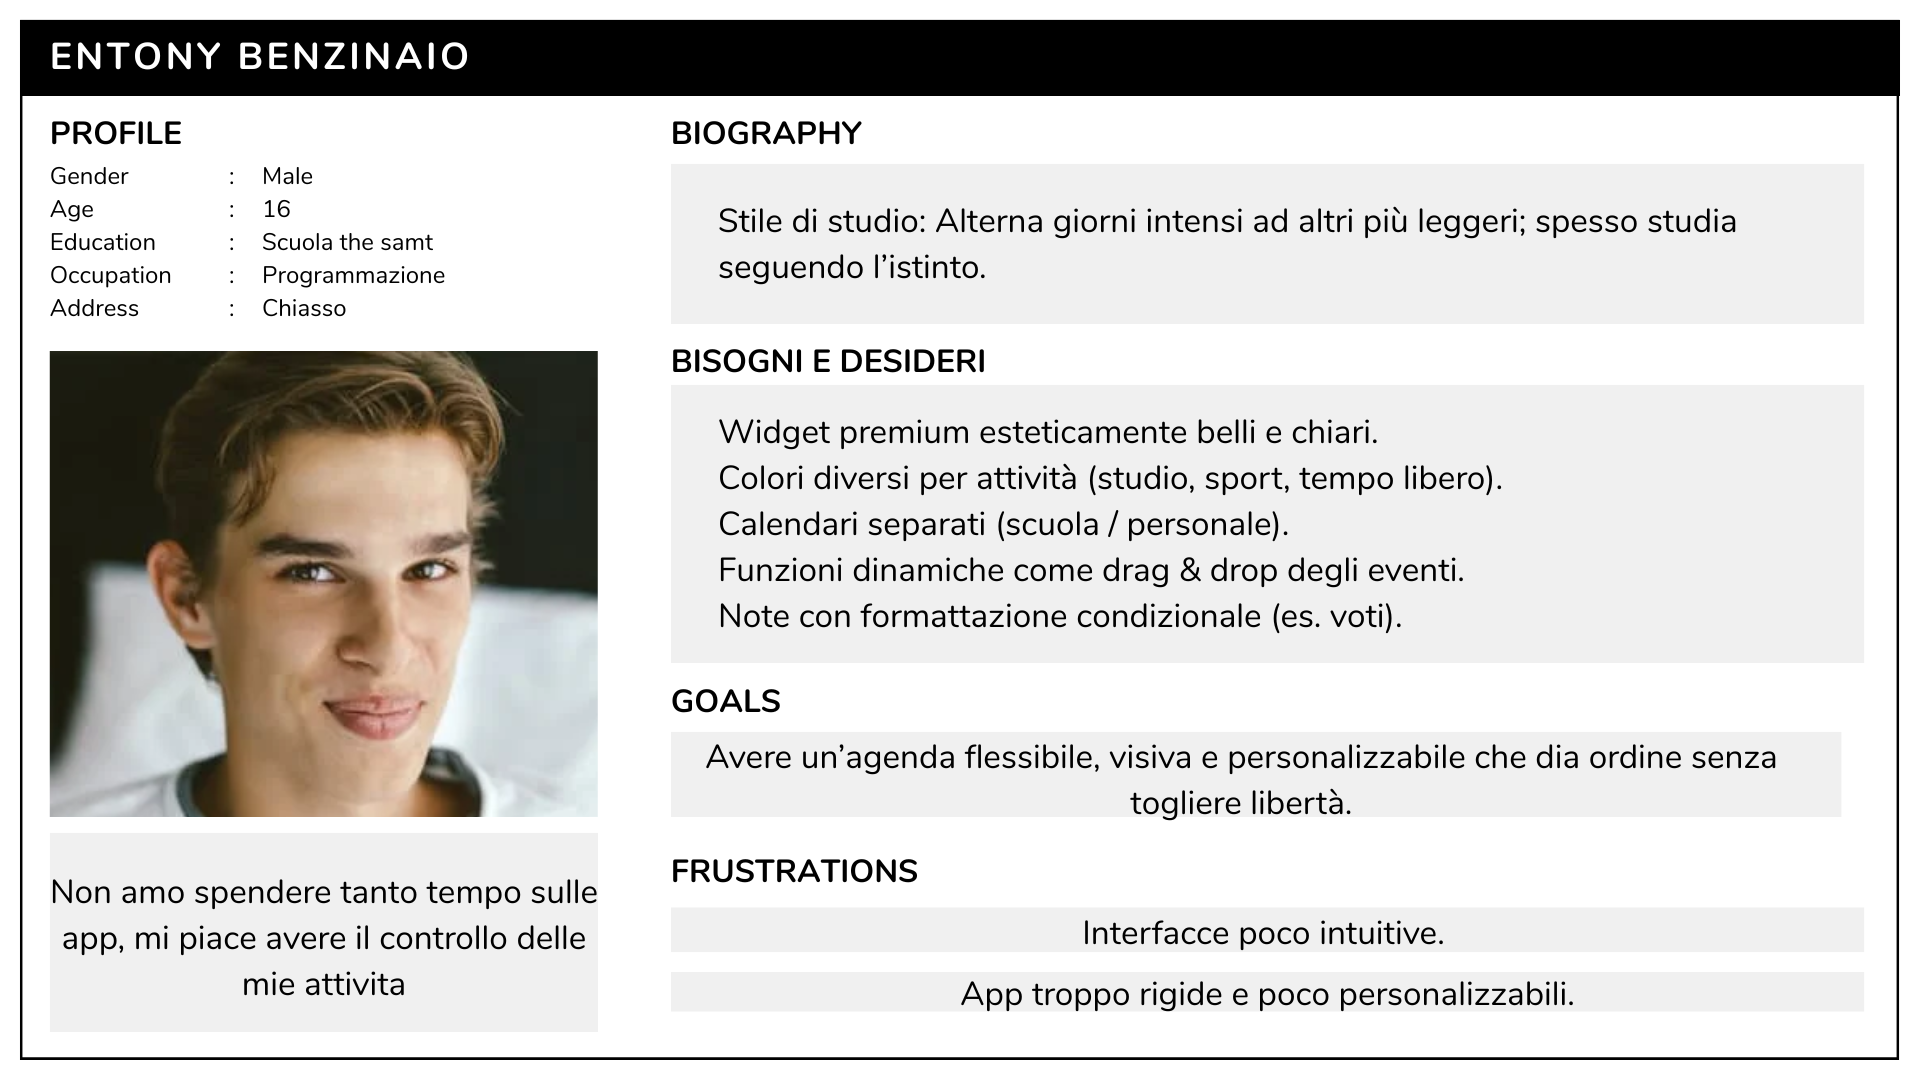 ENTONY BENZINAIO
PROFILE
Gender : Male
Age : 16
Education : Scuola the samt
Occupation : Programmazione
Address : Chiasso
Non amo spendere tanto tempo sulle
app, mi piace avere il controllo delle
mie attivita
BIOGRAPHY
Stile di studio: Alterna giorni intensi ad altri più leggeri; spesso studia
seguendo l’istinto.
BISOGNI E DESIDERI
Widget premium esteticamente belli e chiari.
Colori diversi per attività (studio, sport, tempo libero).
Calendari separati (scuola / personale).
Funzioni dinamiche come drag & drop degli eventi.
Note con formattazione condizionale (es. voti).
GOALS
Avere un’agenda flessibile, visiva e personalizzabile che dia ordine senza
togliere libertà.
FRUSTRATIONS
Interfacce poco intuitive.
App troppo rigide e poco personalizzabili.